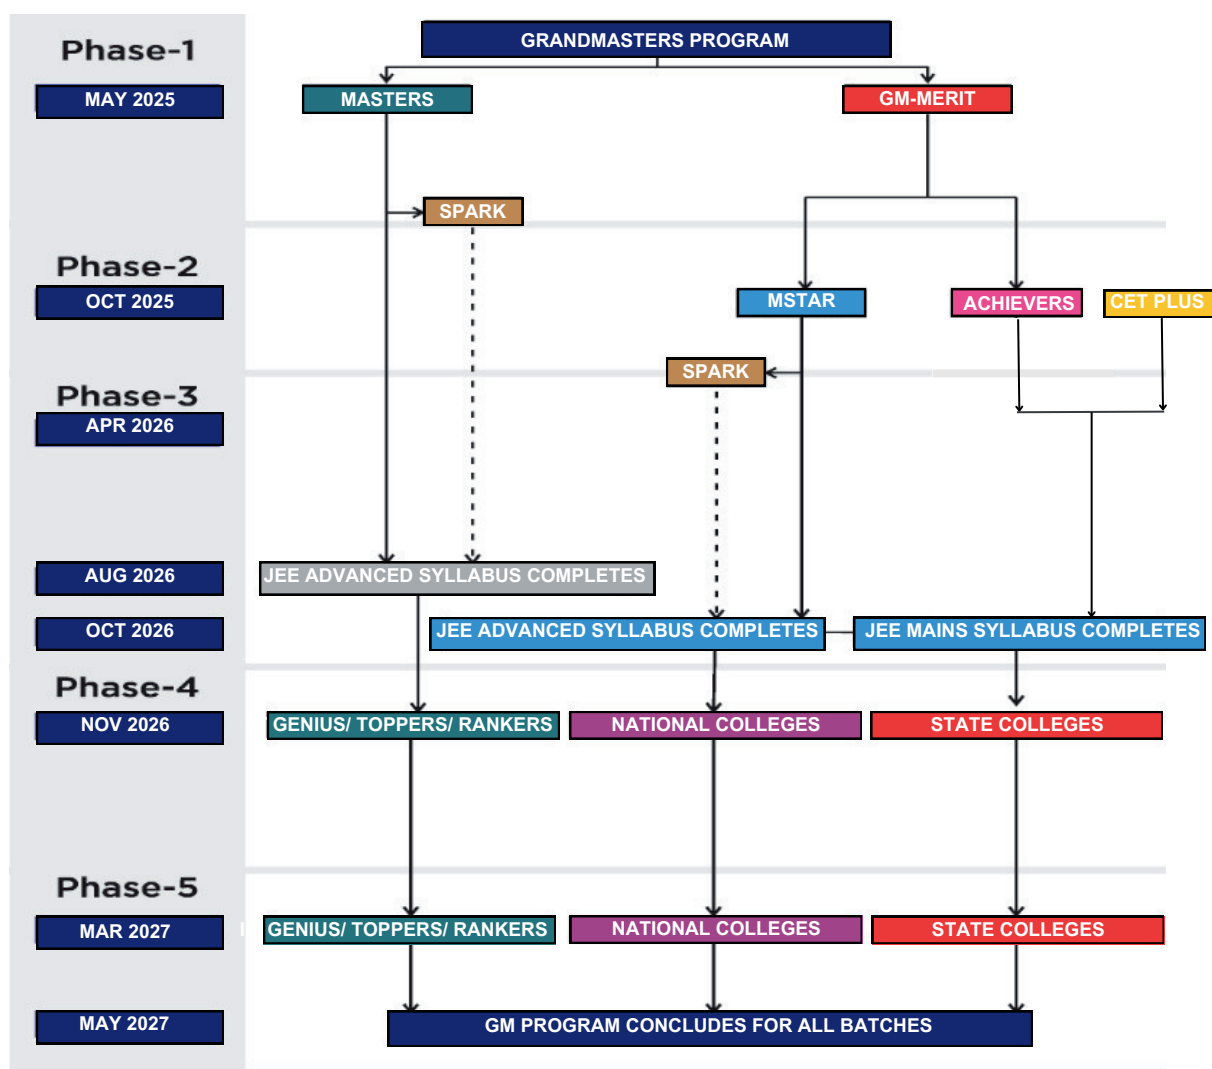 Phase-1
GRANDMASTERS PROGRAM
MAY 2025
MASTERS
GM-MERIT
SPARK
Phase-2
OCT 2025
MSTAR
ACHIEVERS
CET PLUS
SPARK
Phase-3
APR 2026
AUG 2026
JEE ADVANCED SYLLABUS COMPLETES
OCT 2026
JEE ADVANCED SYLLABUS COMPLETES
JEE MAINS SYLLABUS COMPLETES
Phase-4
NOV 2026
GENIUS/ TOPPERS/ RANKERS
NATIONAL COLLEGES
STATE COLLEGES
Phase-5
MAR 2027
GENIUS/ TOPPERS/ RANKERS
NATIONAL COLLEGES
STATE COLLEGES
MAY 2027
GM PROGRAM CONCLUDES FOR ALL BATCHES